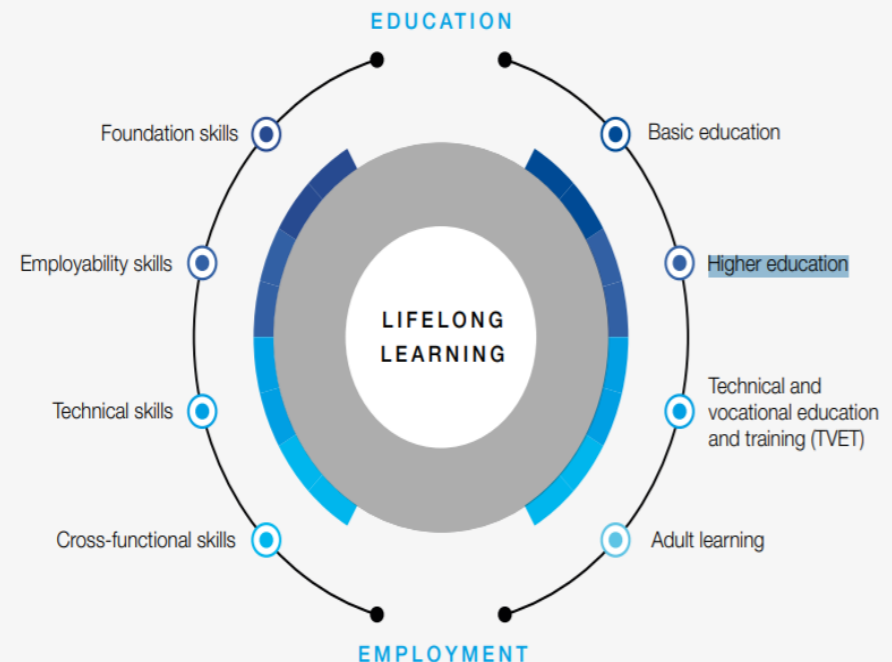 EDUCATION
Foundation skills
Basic education
Employability skills
Higher education
LIFELONG
LEARNING
Technical skills
Technical and
vocational education
and training (TVET)
Cross-functional skills
Adult learning
EMPLOYMENT